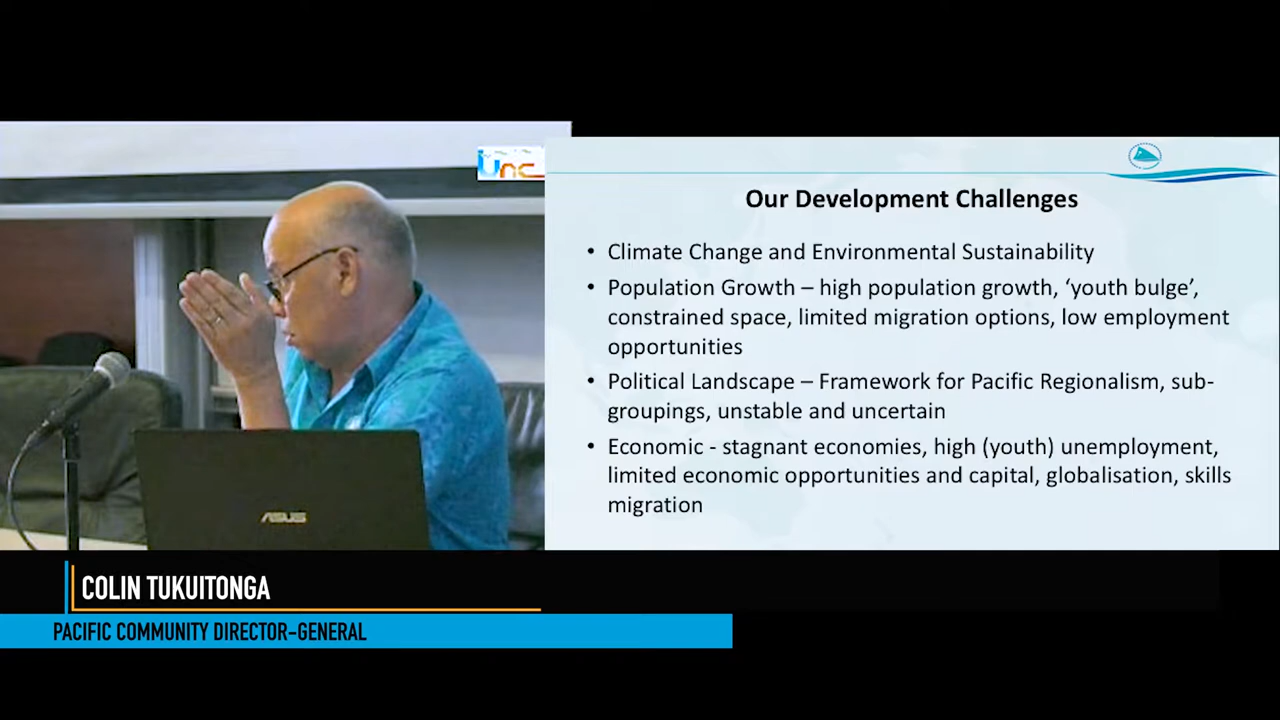 Unc
Our Development Challenges
• Climate Change and Environmental Sustainability
• Population Growth – high population growth, ‘youth bulge’,
constrained space, limited migration options, low employment
opportunities
• Political Landscape – Framework for Pacific Regionalism, sub-
groupings, unstable and uncertain
• Economic - stagnant economies, high (youth) unemployment,
limited economic opportunities and capital, globalisation, skills
migration
ASUS
COLIN TUKUITONGA
PACIFIC COMMUNITY DIRECTOR-GENERAL